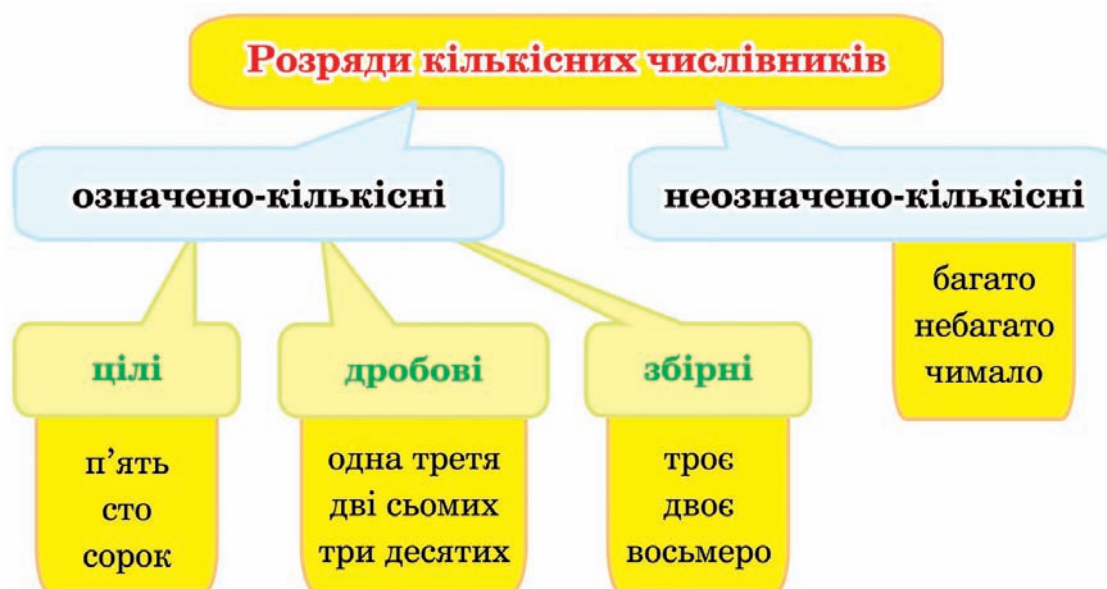 Розряди кількісних числівників
означено-кількісні
неозначено-кількісні
багато
небагато
чимало
цілі
дробові
збірні
п’ять
сто
сорок
одна третя
дві сьомих
три десятих
троє
двоє
восьмеро